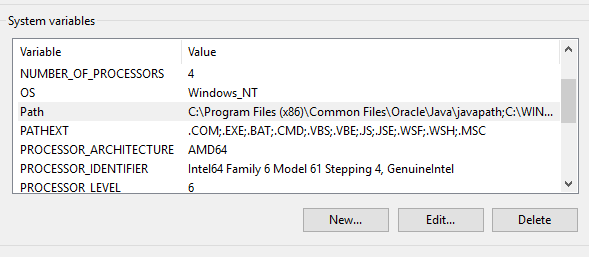 System variables
Variable Value
NUMBER_OF_PROCESSORS 4
OS Windows_NT
Path C:\Program Files (x86)\Common Files\Oracle\Java\javapath;C:\WIN...
PATHEXT .COM;.EXE;.BAT;.CMD;.VBS;.VBE;.JS;.JSE;.WSF;.WSH;.MSC
PROCESSOR_ARCHITECTURE AMD64
PROCESSOR_IDENTIFIER Intel64 Family 6 Model 61 Stepping 4, GenuineIntel
PROCESSOR_LEVEL 6
New... Edit... Delete